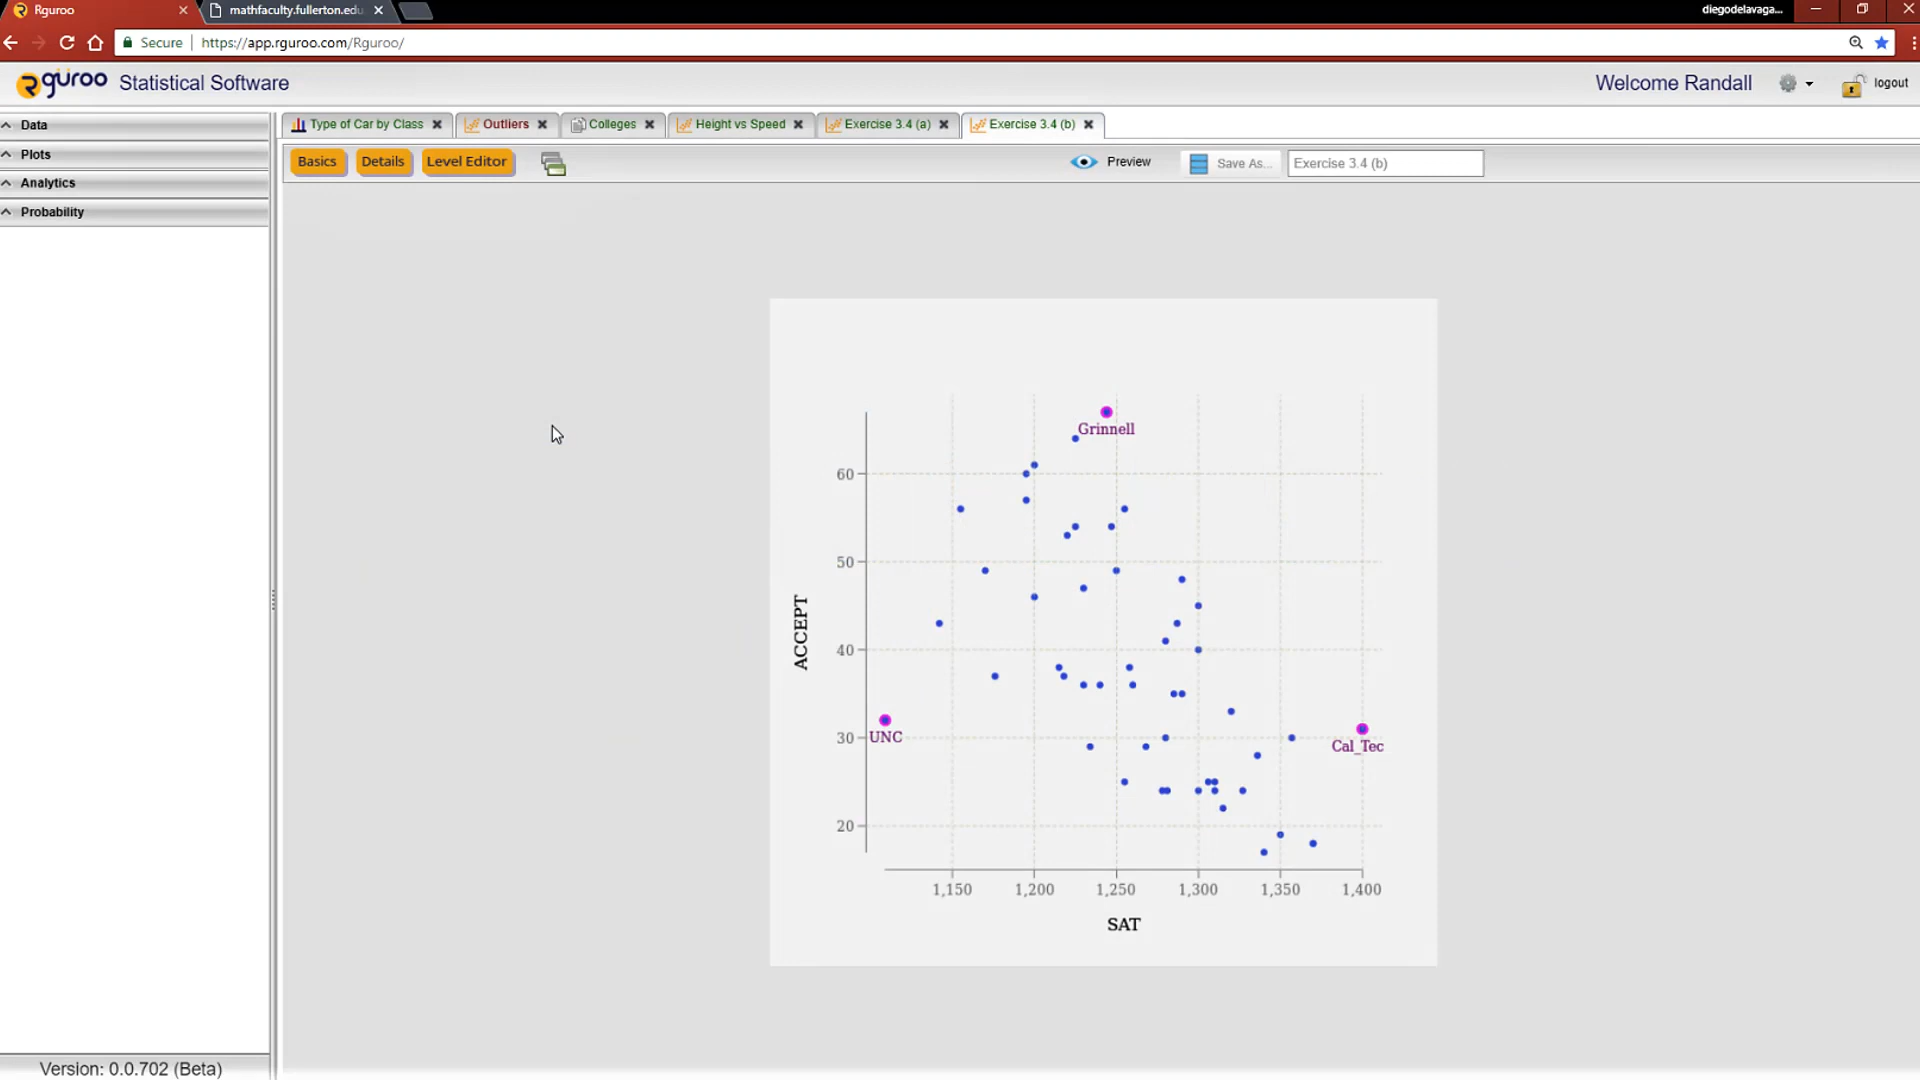 Rguroo
mathfaculty.fullerton.edu
diegodelavaga...
Secure
https://app.rguroo.com/Rguroo/
Rguroo Statistical Software
Welcome Randall
logout
Data
Plots
Analytics
Probability
Type of Car by Class
Outliers
Colleges
Height vs Speed
Exercise 3.4 (a)
Exercise 3.4 (b)
Basics
Details
Level Editor
Preview
Save As...
Exercise 3.4 (b)
Grinnell
60
50
ACCEPT
40
30
UNC
Cal_Tec
20
1,150
1,200
1,250
1,300
1,350
1,400
SAT
Version: 0.0.702 (Beta)